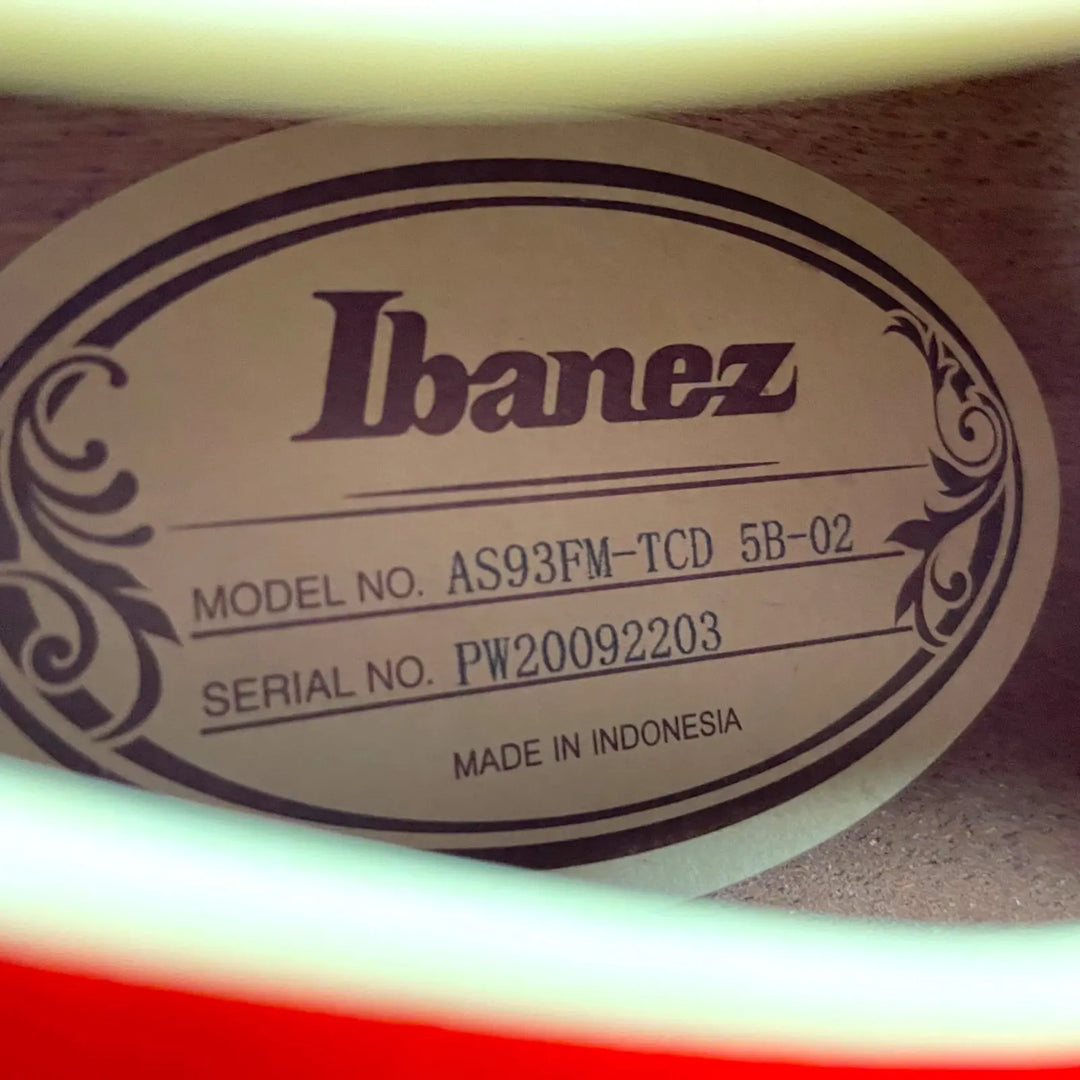 Ibanez
MODEL NO. AS93FM-TCD 5B-02
SERIAL NO. PW20092203
MADE IN INDONESIA